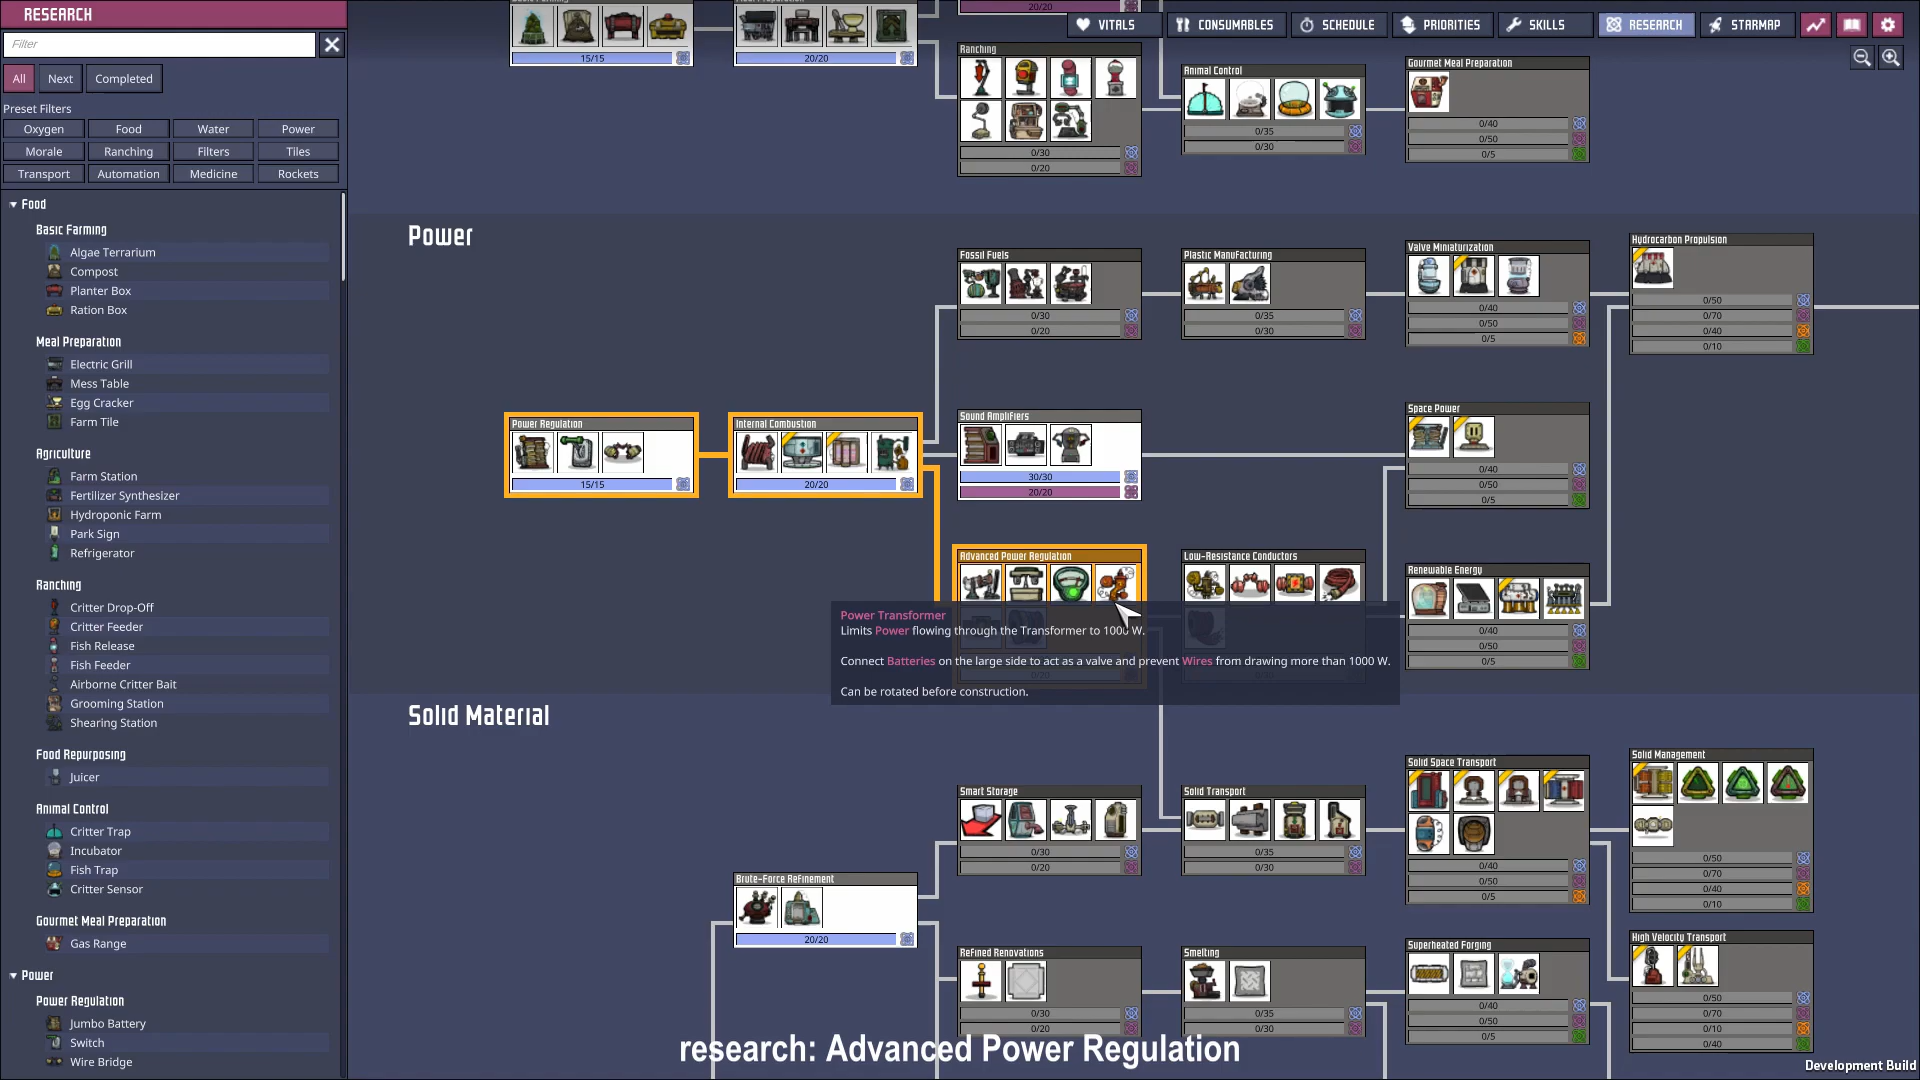 RESEARCH
Filter
All
Next
Completed
Preset Filters
Oxygen
Food
Water
Power
Morale
Ranching
Filters
Tiles
Transport
Automation
Medicine
Rockets
Food
Basic Farming
Algae Terrarium
Compost
Planter Box
Ration Box
Meal Preparation
Electric Grill
Mess Table
Egg Cracker
Farm Tile
Agriculture
Farm Station
Fertilizer Synthesizer
Hydroponic Farm
Park Sign
Refrigerator
Ranching
Critter Drop-Off
Critter Feeder
Fish Release
Fish Feeder
Airborne Critter Bait
Grooming Station
Shearing Station
Food Repurposing
Juicer
Animal Control
Critter Trap
Incubator
Fish Trap
Critter Sensor
Gourmet Meal Preparation
Gas Range
Power
Power Regulation
Jumbo Battery
Switch
Wire Bridge
VITALS
CONSUMABLES
SCHEDULE
PRIORITIES
SKILLS
RESEARCH
STARMAP
15/15
20/20
20/20
Ranching
0/30
0/20
Animal Control
0/35
0/30
Gourmet Meal Preparation
0/40
0/50
0/5
Power
Fossil Fuels
0/30
0/20
Plastic Manufacturing
0/35
0/30
Valve Miniaturization
0/40
0/50
0/5
Hydrocarbon Propulsion
0/50
0/70
0/40
0/10
Power Regulation
15/15
Internal Combustion
20/20
Sound Amplifiers
30/30
20/20
Space Power
0/40
0/50
0/5
Advanced Power Regulation
Low-Resistance Conductors
Renewable Energy
0/40
0/50
0/5
Power Transformer
Limits Power flowing through the Transformer to 1000 W.
Connect Batteries on the large side to act as a valve and prevent Wires from drawing more than 1000 W.
Can be rotated before construction.
Solid Material
Smart Storage
0/30
0/20
Solid Transport
0/35
0/30
Solid Space Transport
0/40
0/50
0/5
Solid Management
0/50
0/70
0/40
0/10
Brute-Force Refinement
20/20
Refined Renovations
0/30
0/20
Smelting
0/35
0/30
Superheated Forging
0/40
0/50
0/5
High Velocity Transport
0/50
0/70
0/10
0/40
research: Advanced Power Regulation
Development Build